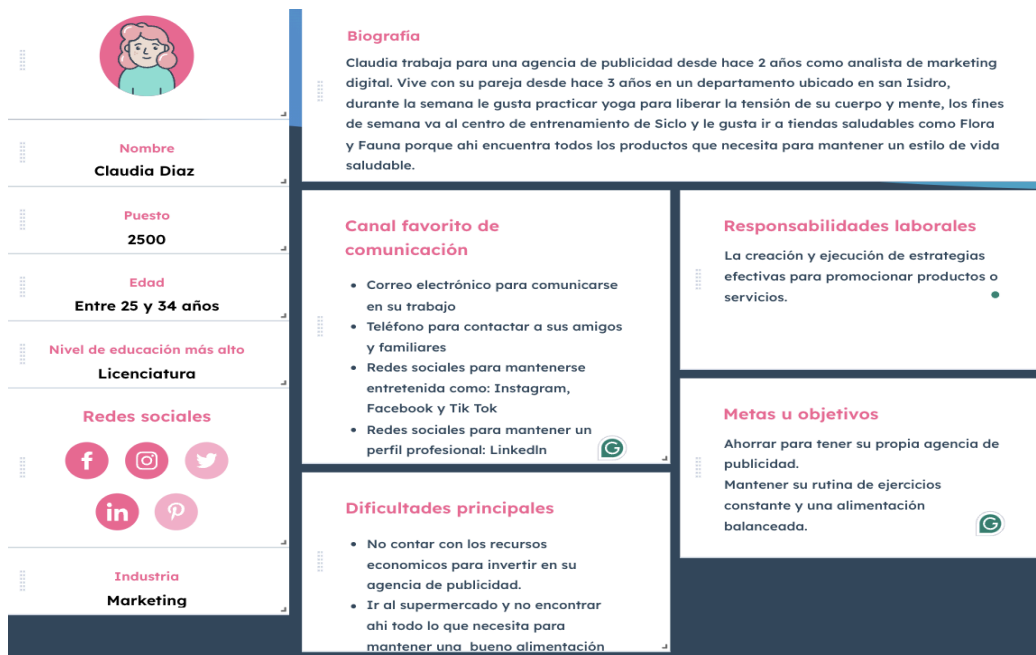 Nombre
Claudia Diaz
Puesto
2500
Edad
Entre 25 y 34 años
Nivel de educación más alto
Licenciatura
Redes sociales
f
in
Industria
Marketing
Biografía
Claudia trabaja para una agencia de publicidad desde hace 2 años como analista de marketing
digital. Vive con su pareja desde hace 3 años en un departamento ubicado en san Isidro,
durante la semana le gusta practicar yoga para liberar la tensión de su cuerpo y mente, los fines
de semana va al centro de entrenamiento de Siclo y le gusta ir a tiendas saludables como Flora
y Fauna porque ahi encuentra todos los productos que necesita para mantener un estilo de vida
saludable.
Canal favorito de
comunicación
• Correo electrónico para comunicarse
en su trabajo
• Teléfono para contactar a sus amigos
y familiares
• Redes sociales para mantenerse
entretenida como: Instagram,
Facebook y Tik Tok
• Redes sociales para mantener un
perfil profesional: LinkedIn
Dificultades principales
• No contar con los recursos
economicos para invertir en su
agencia de publicidad.
• Ir al supermercado y no encontrar
ahi todo lo que necesita para
mantener una bueno alimentación
Responsabilidades laborales
La creación y ejecución de estrategias
efectivas para promocionar productos o
servicios.
Metas u objetivos
Ahorrar para tener su propia agencia de
publicidad.
Mantener su rutina de ejercicios
constante y una alimentación
balanceada.